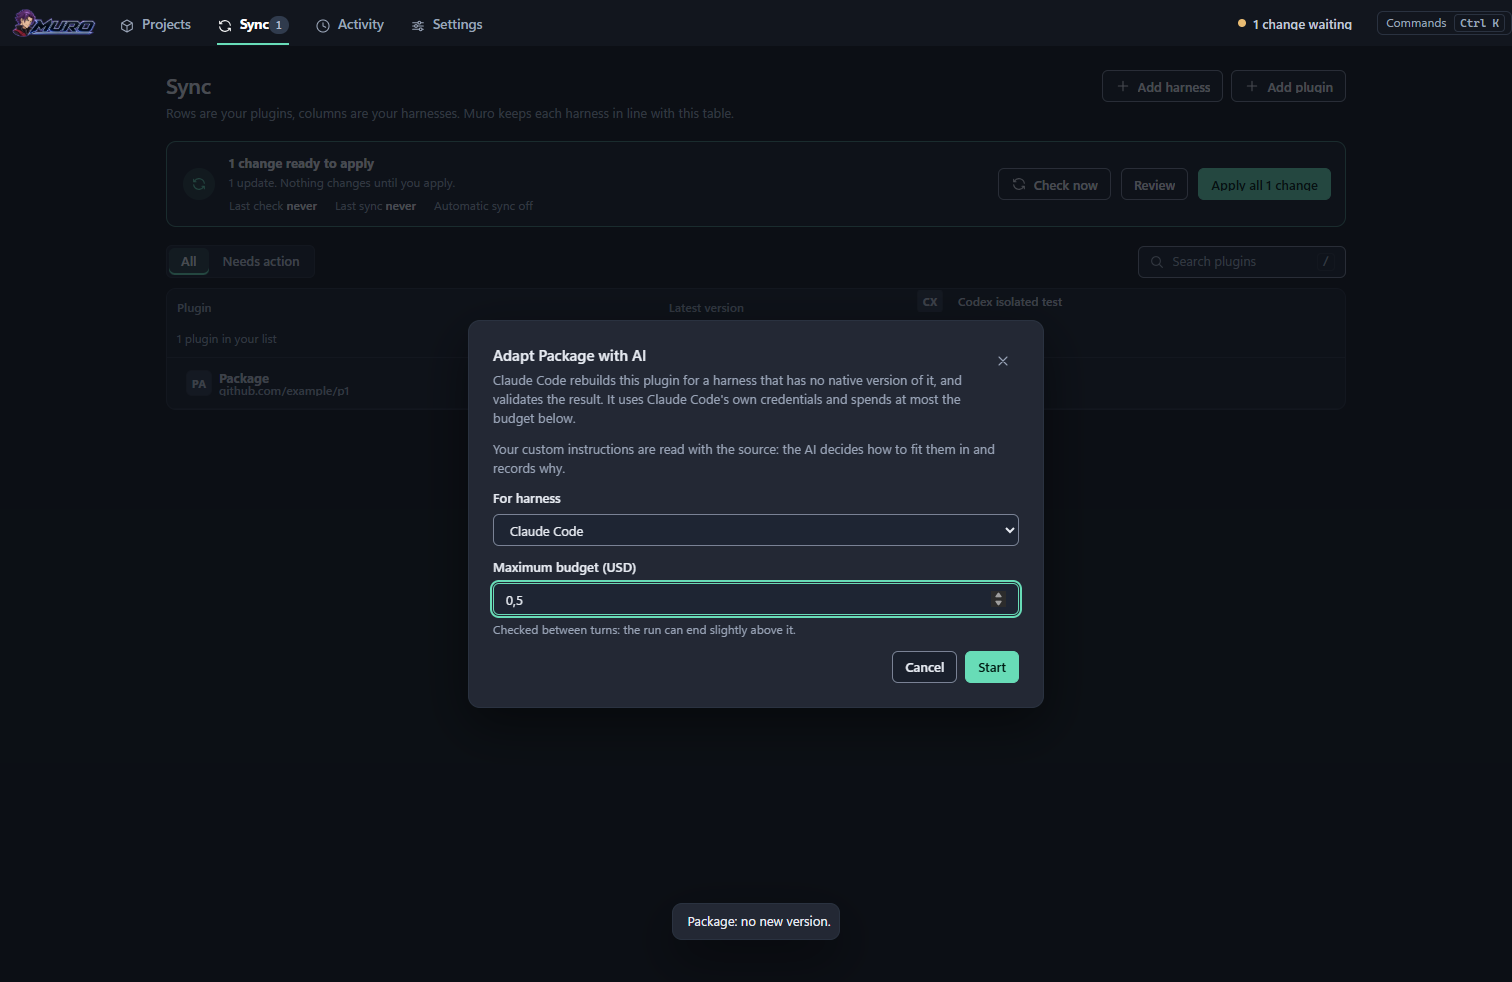 MURO
Projects
Sync 1
Activity
Settings
1 change waiting
Commands Ctrl K
Sync
Rows are your plugins, columns are your harnesses. Muro keeps each harness in line with this table.
Add harness
Add plugin
1 change ready to apply
1 update. Nothing changes until you apply.
Last check never Last sync never Automatic sync off
Check now
Review
Apply all 1 change
All
Needs action
Search plugins /
Plugin
Latest version
CX Codex isolated test
1 plugin in your list
PA
Package
github.com/example/p1
Adapt Package with AI
Claude Code rebuilds this plugin for a harness that has no native version of it, and
validates the result. It uses Claude Code's own credentials and spends at most the
budget below.
Your custom instructions are read with the source: the AI decides how to fit them in and
records why.
For harness
Claude Code
Maximum budget (USD)
0,5
Checked between turns: the run can end slightly above it.
Cancel
Start
Package: no new version.